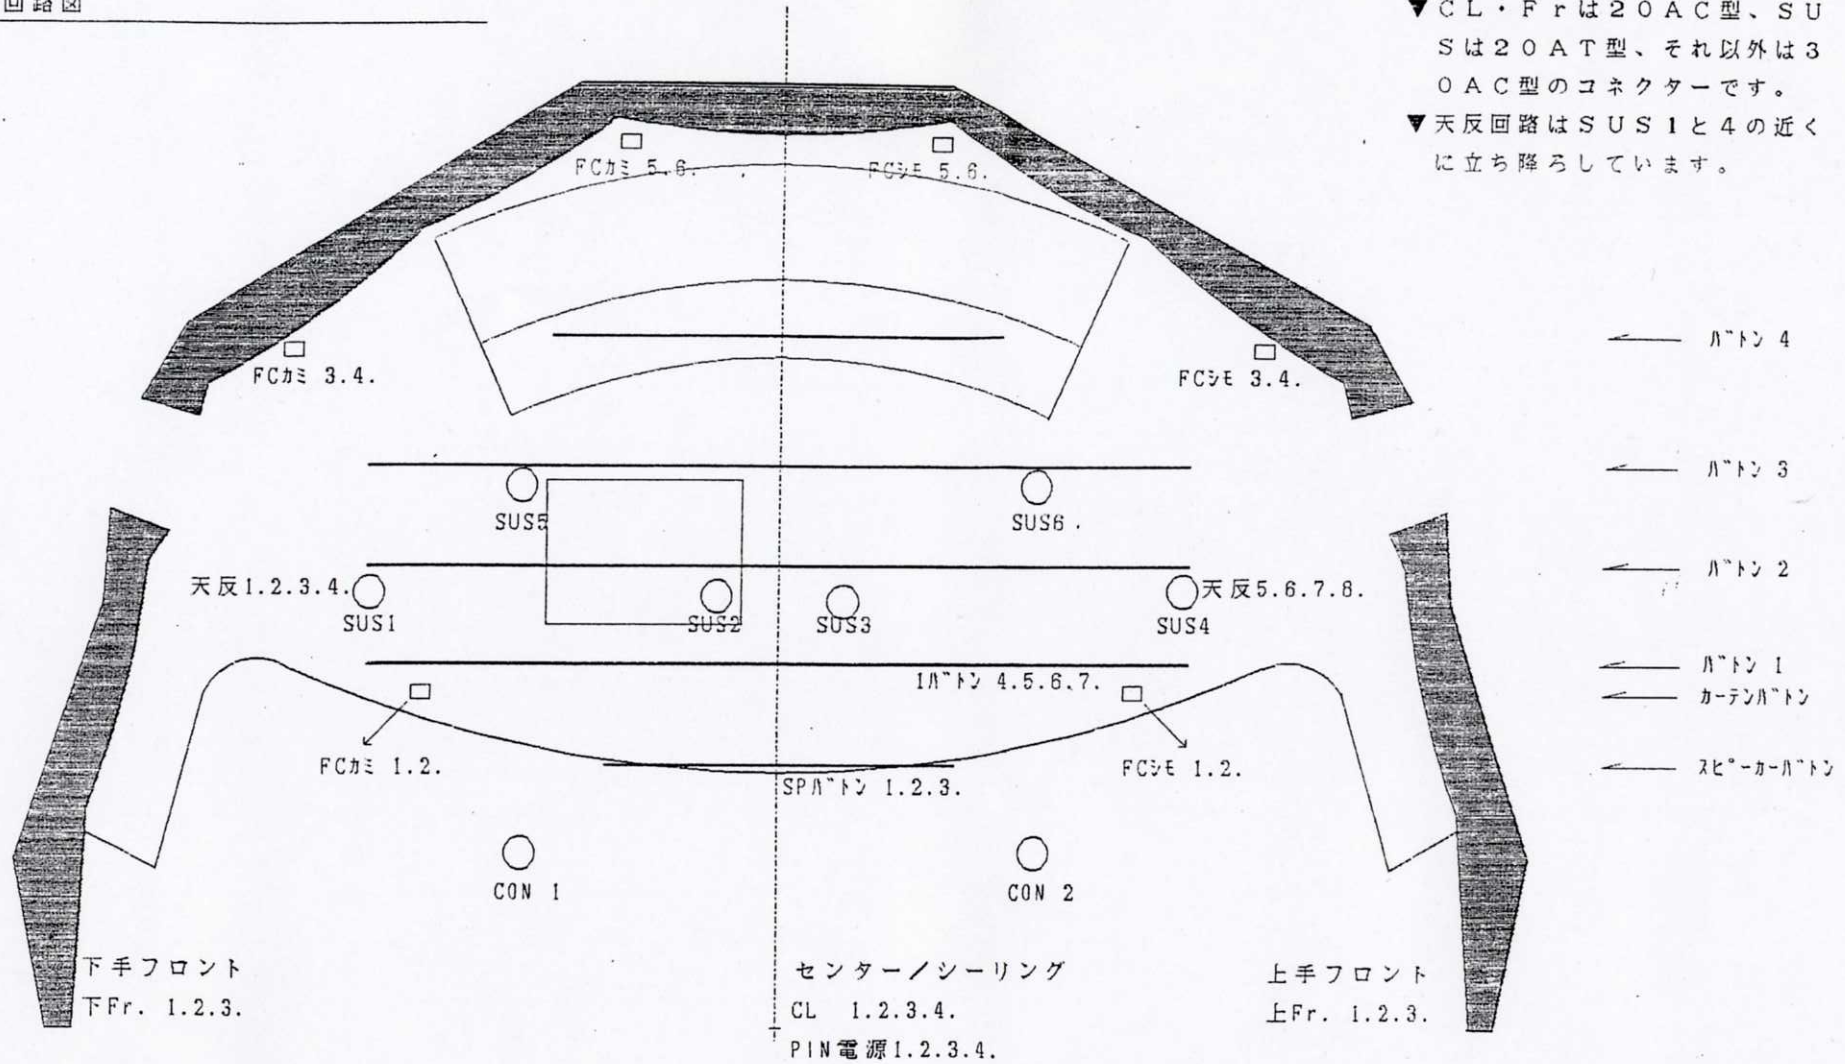 回路図
▼CL・Frは20AC型、SU
Sは20AT型、それ以外は3
0AC型のコネクターです。
▼天反回路はSUS1と4の近く
に立ち降ろしています。
FCカミ 5.6.
FCシモ 5.6.
バトン 4
FCカミ 3.4.
FCシモ 3.4.
バトン 3
SUS5
SUS6
バトン 2
天反1.2.3.4.
天反5.6.7.8.
SUS1
SUS2
SUS3
SUS4
バトン 1
1バトン 4.5.6.7.
カーテンバトン
FCカミ 1.2.
FCシモ 1.2.
スピーカーバトン
SPバトン 1.2.3.
CON 1
CON 2
下手フロント
下Fr. 1.2.3.
センター/シーリング
CL 1.2.3.4.
PIN電源1.2.3.4.
上手フロント
上Fr. 1.2.3.